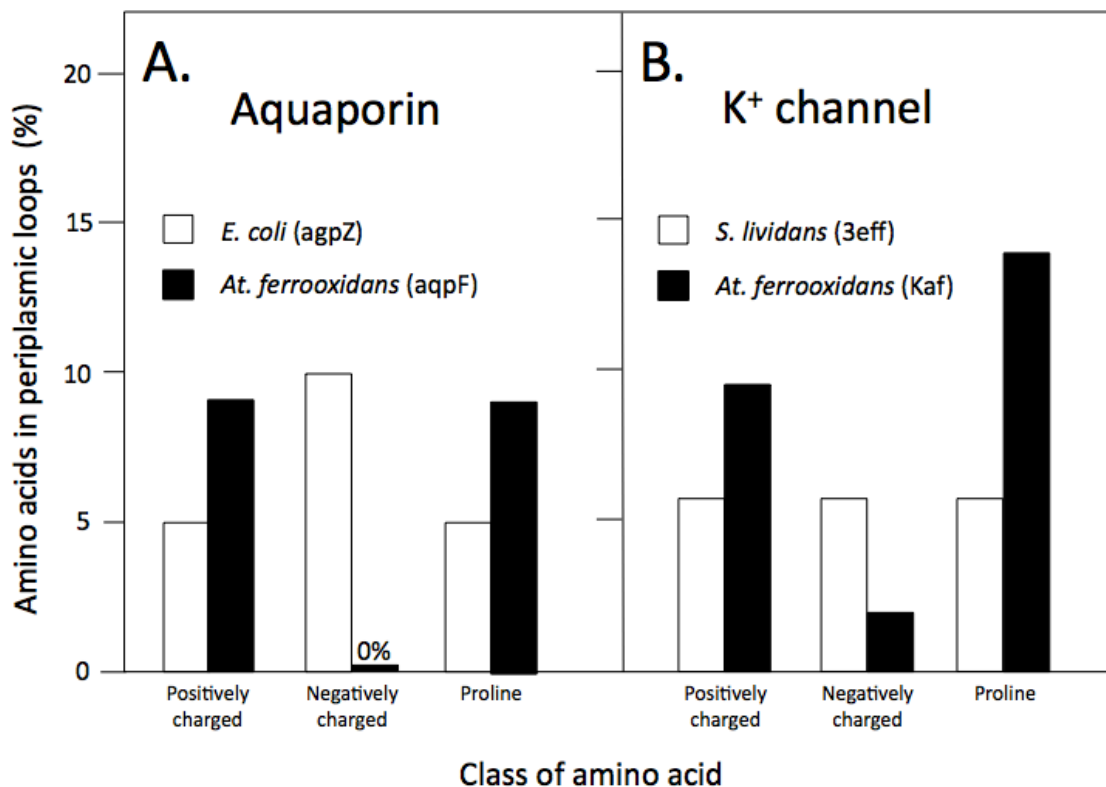 A.
Aquaporin
E. coli (agpZ)
At. ferrooxidans (aqpF)
B.
K⁺ channel
S. lividans (3eff)
At. ferrooxidans (Kaf)
Amino acids in periplasmic loops (%)
20
15
10
5
0
0%
Positively
charged
Negatively
charged
Proline
Positively
charged
Negatively
charged
Proline
Class of amino acid